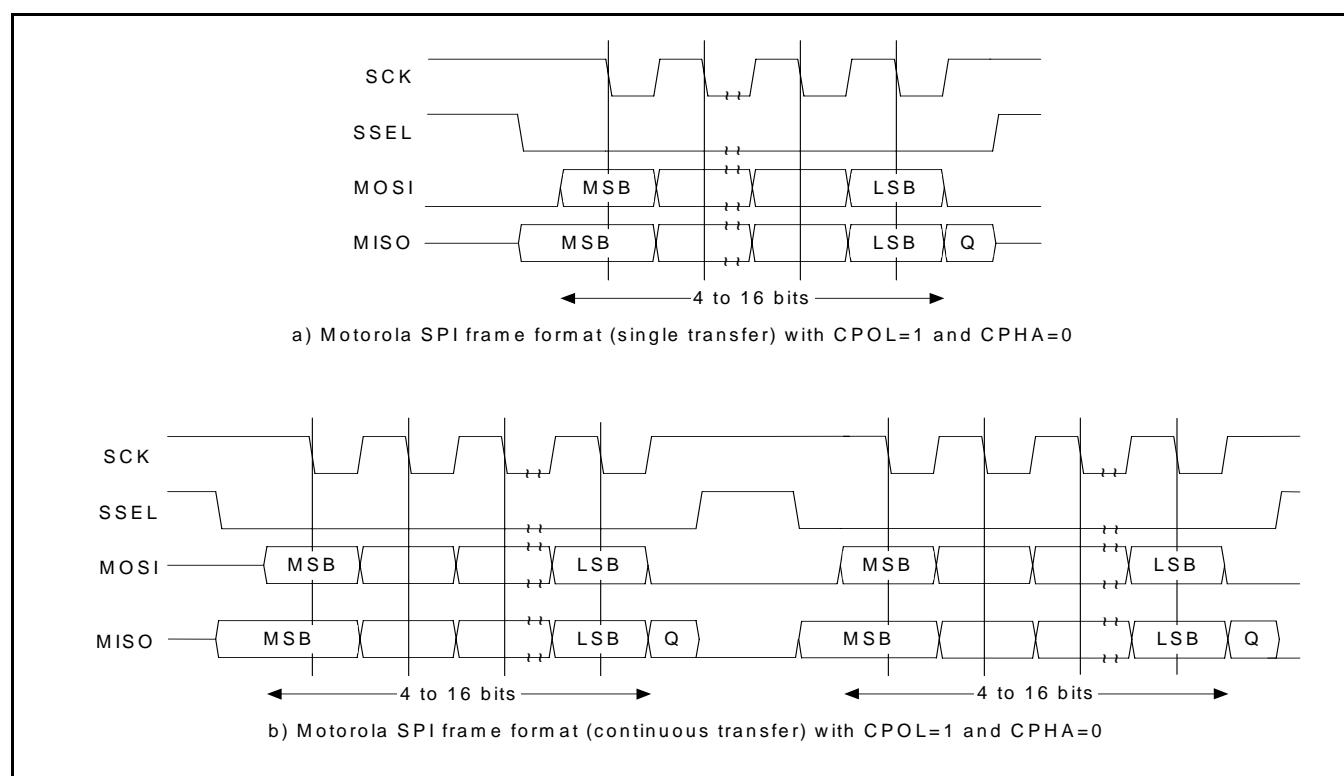 SCK
SSEL
MOSI MSB LSB
MISO MSB LSB Q
4 to 16 bits
a) Motorola SPI frame format (single transfer) with CPOL=1 and CPHA=0
SCK
SSEL
MOSI MSB LSB MSB LSB
MISO MSB LSB Q MSB LSB Q
4 to 16 bits 4 to 16 bits
b) Motorola SPI frame format (continuous transfer) with CPOL=1 and CPHA=0